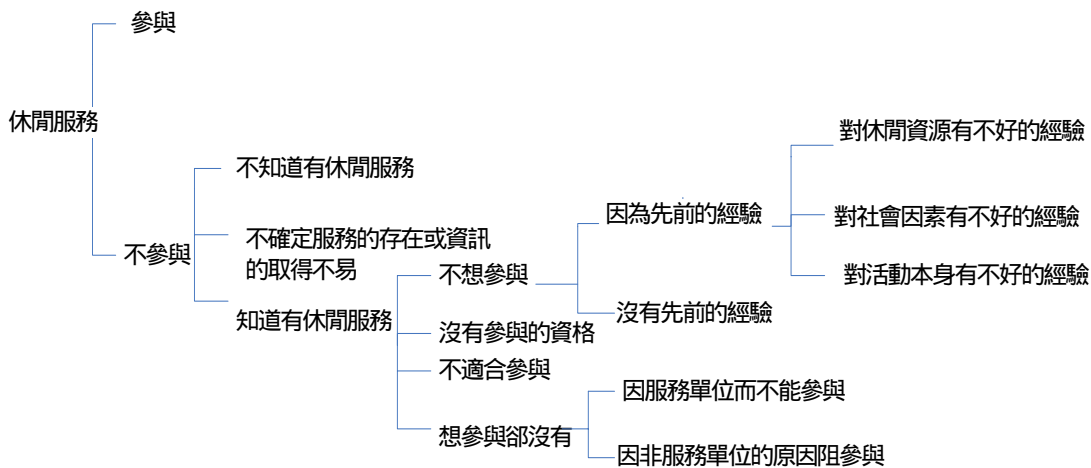 參與
休閒服務
不參與
不知道有休閒服務
不確定服務的存在或資訊
的取得不易
知道有休閒服務
不想參與
沒有參與的資格
不適合參與
想參與卻沒有
因為先前的經驗
沒有先前的經驗
對休閒資源有不好的經驗
對社會因素有不好的經驗
對活動本身有不好的經驗
因服務單位而不能參與
因非服務單位的原因阻參與